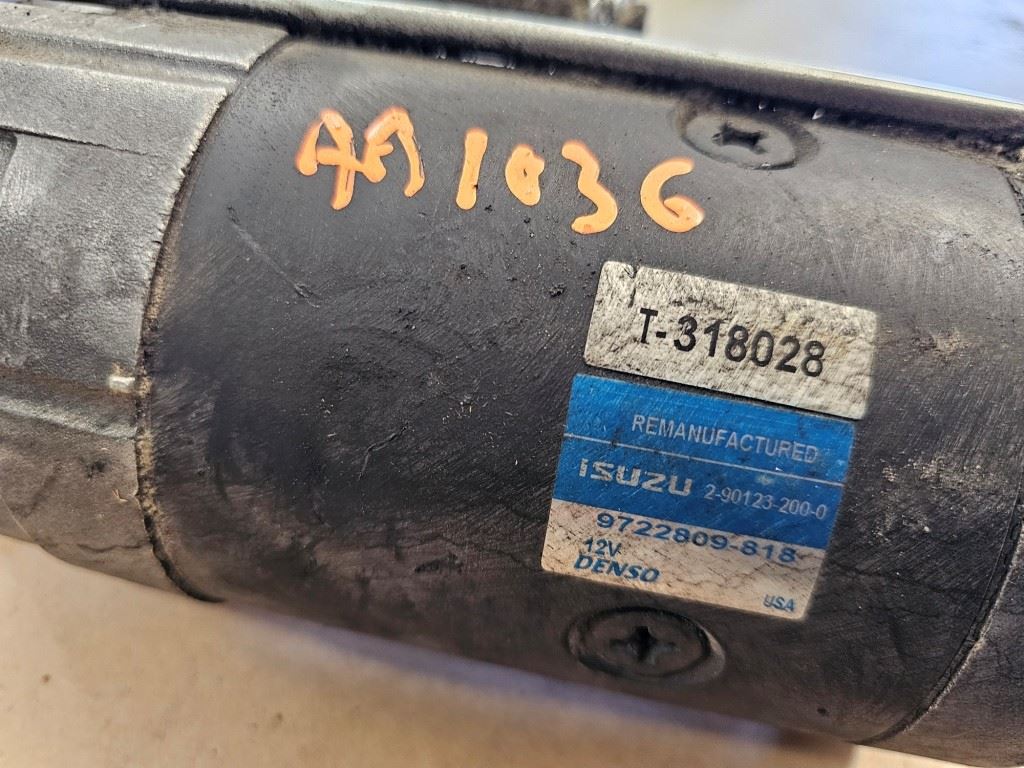 AA1036
T-318028
REMANUFACTURED
ISUZU 2-90123-200-0
9722809-818
12V
DENSO
USA